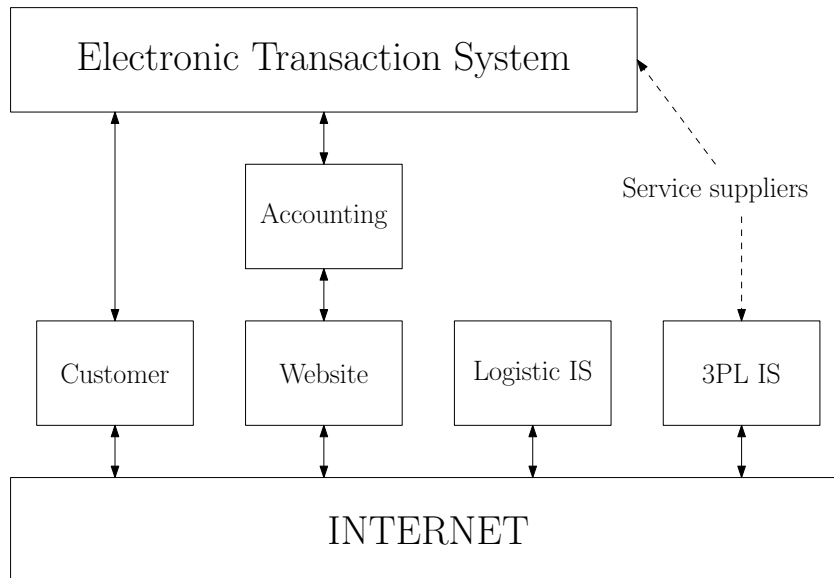 Electronic Transaction System
Service suppliers
Accounting
Customer
Website
Logistic IS
3PL IS
INTERNET